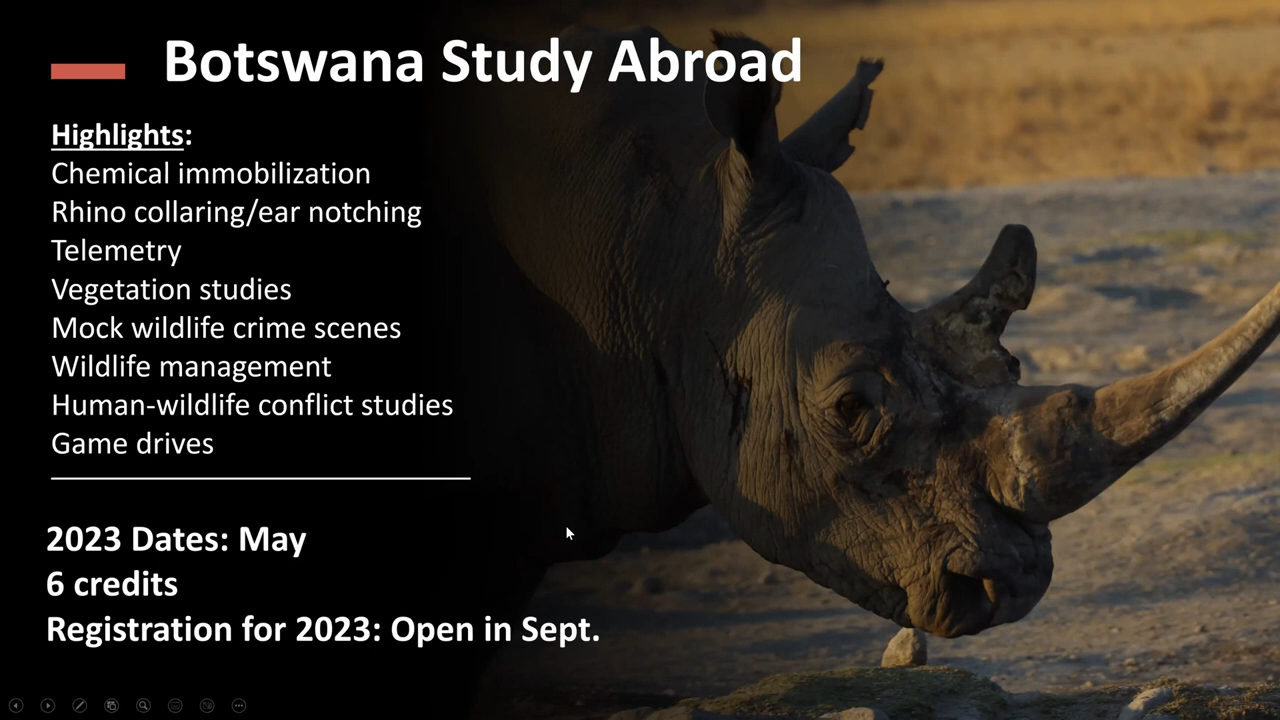 Botswana Study Abroad
Highlights:
Chemical immobilization
Rhino collaring/ear notching
Telemetry
Vegetation studies
Mock wildlife crime scenes
Wildlife management
Human-wildlife conflict studies
Game drives
2023 Dates: May
6 credits
Registration for 2023: Open in Sept.